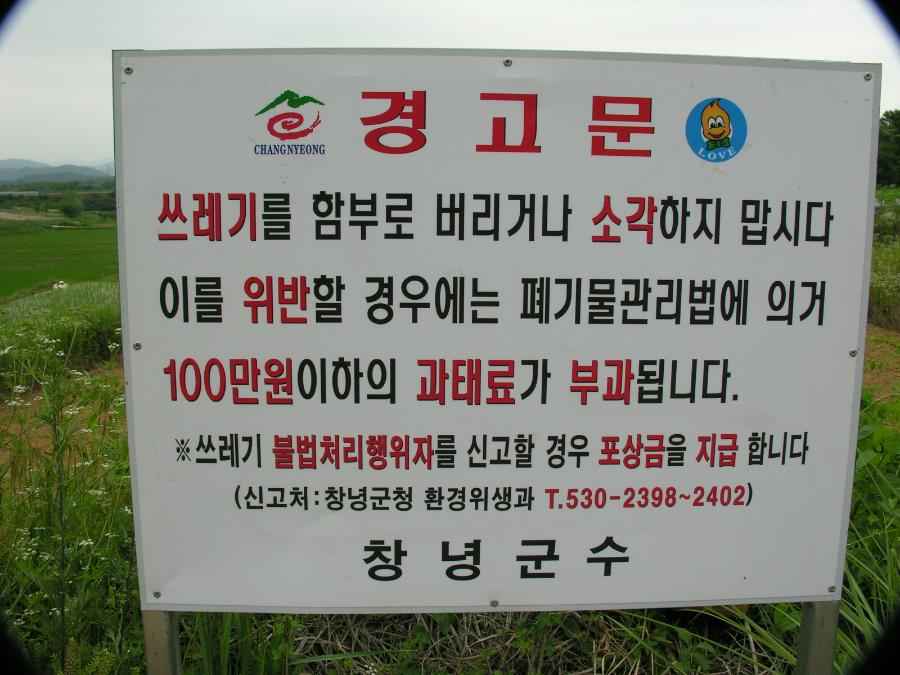 CHANGNYEONG
경고문
LOVE
쓰레기를 함부로 버리거나 소각하지 맙시다
이를 위반할 경우에는 폐기물관리법에 의거
100만원이하의 과태료가 부과됩니다.
※쓰레기 불법처리행위자를 신고할 경우 포상금을 지급 합니다
(신고처:창녕군청 환경위생과 T.530-2398~2402)
창녕군수